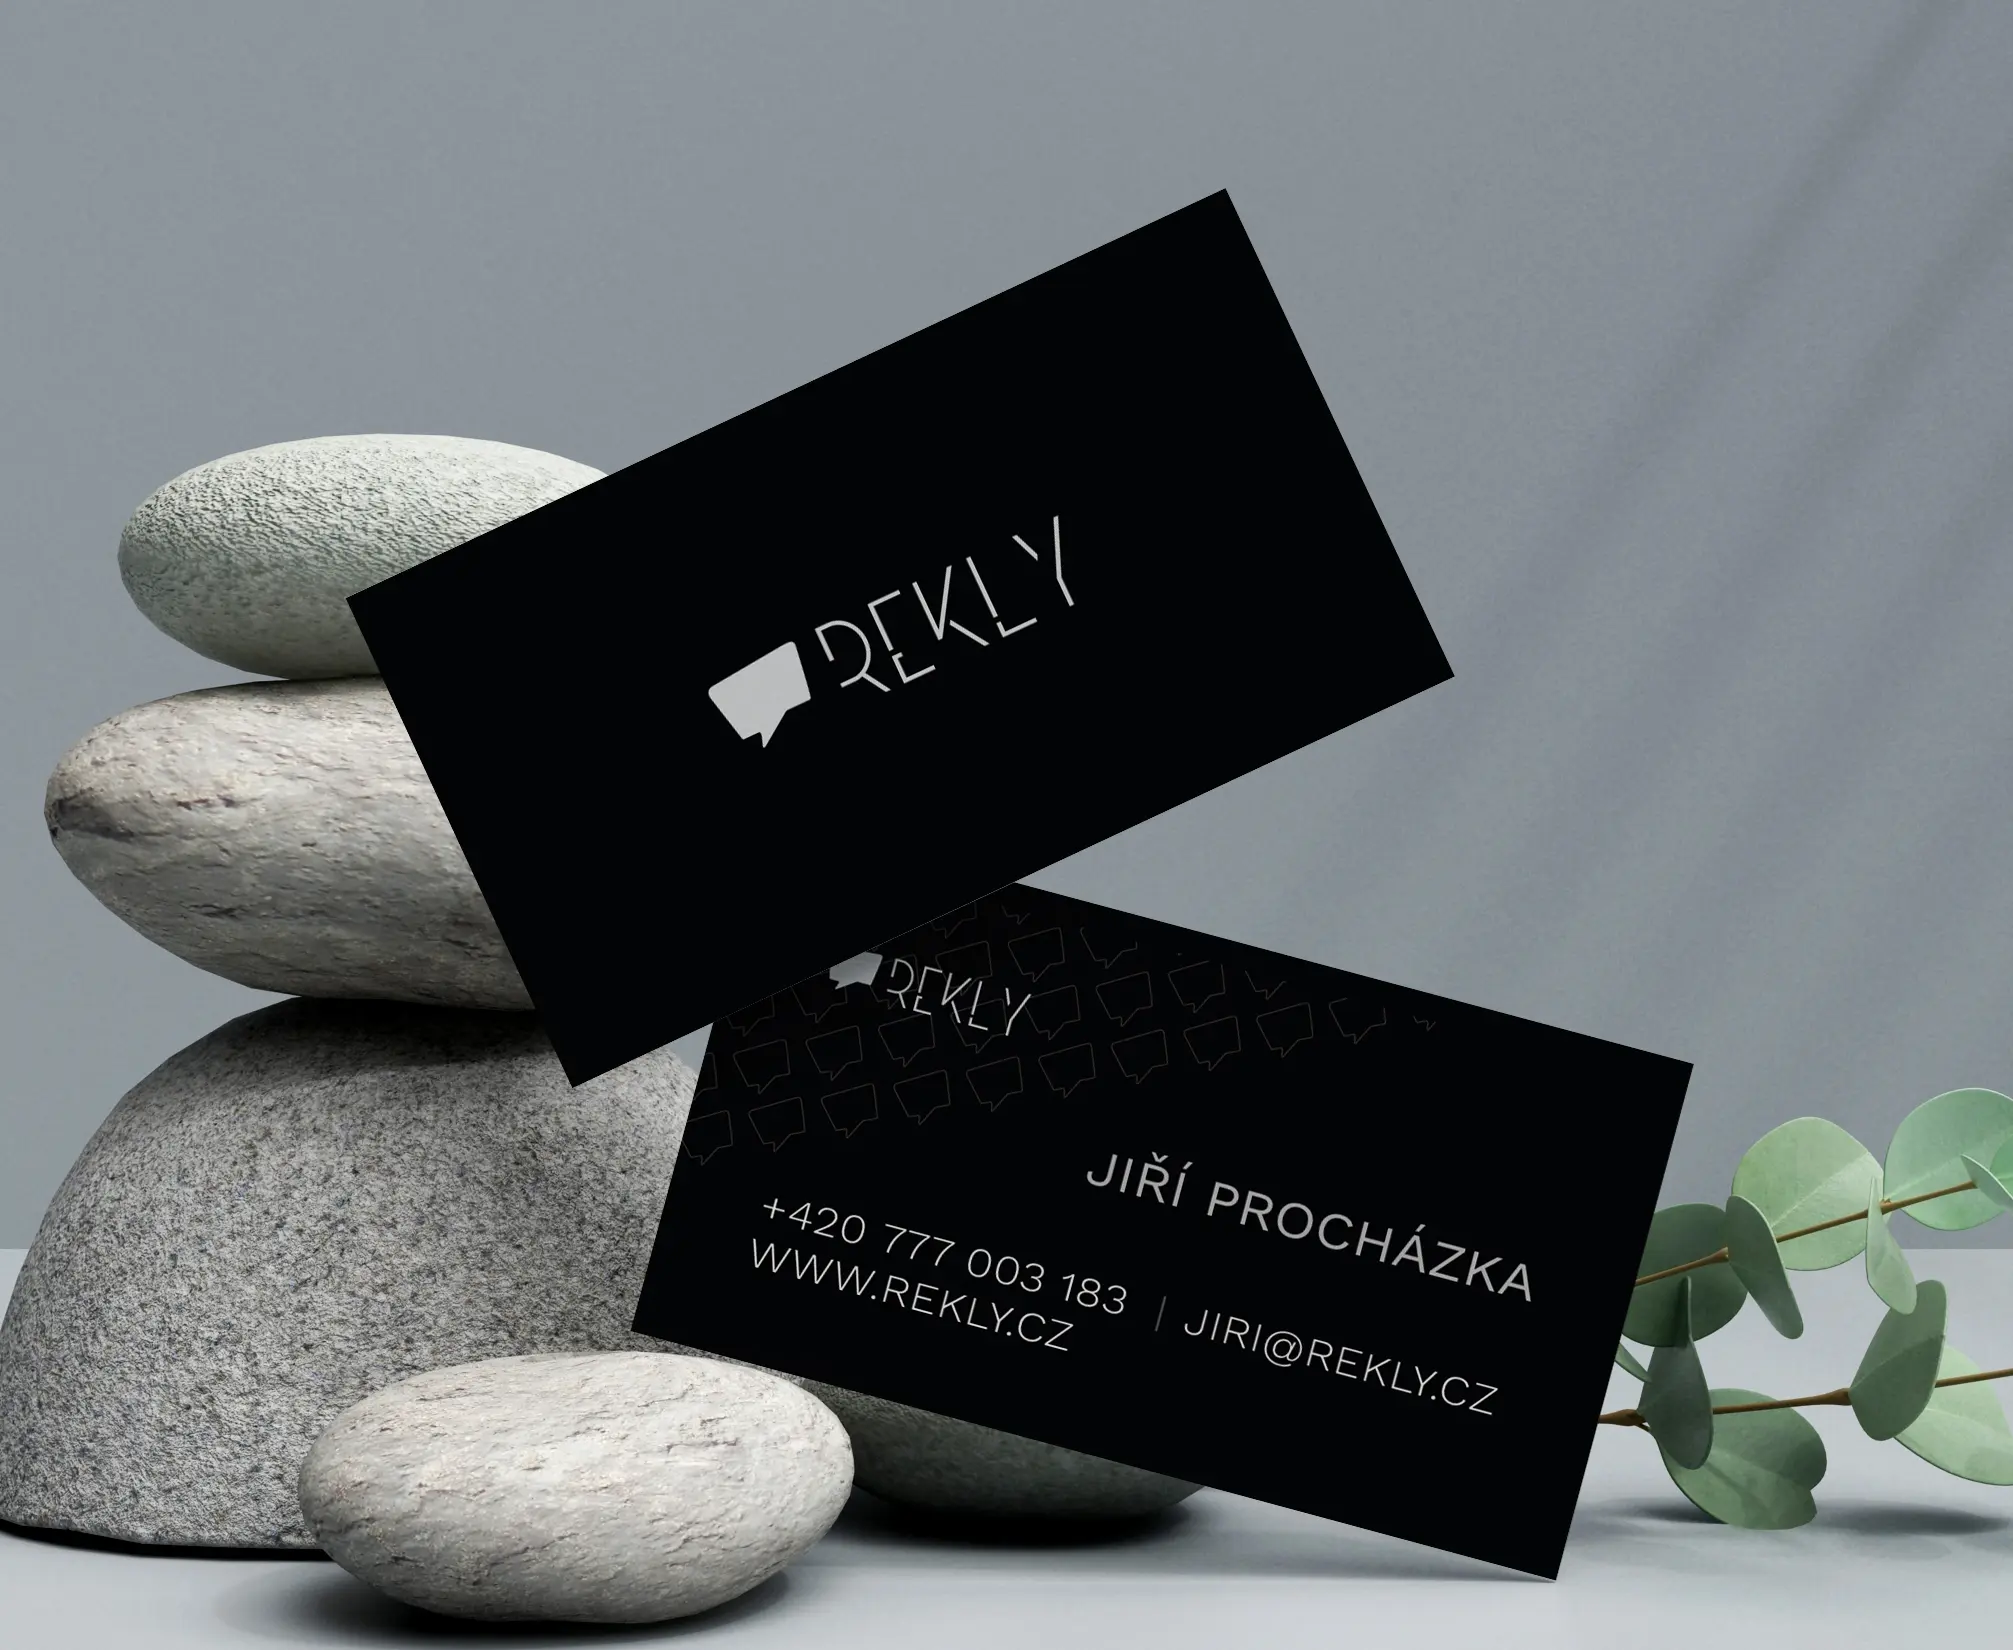 REKLY
REKLY
JIŘÍ PROCHÁZKA
+420 777 003 183 | JIRI@REKLY.CZ
WWW.REKLY.CZ